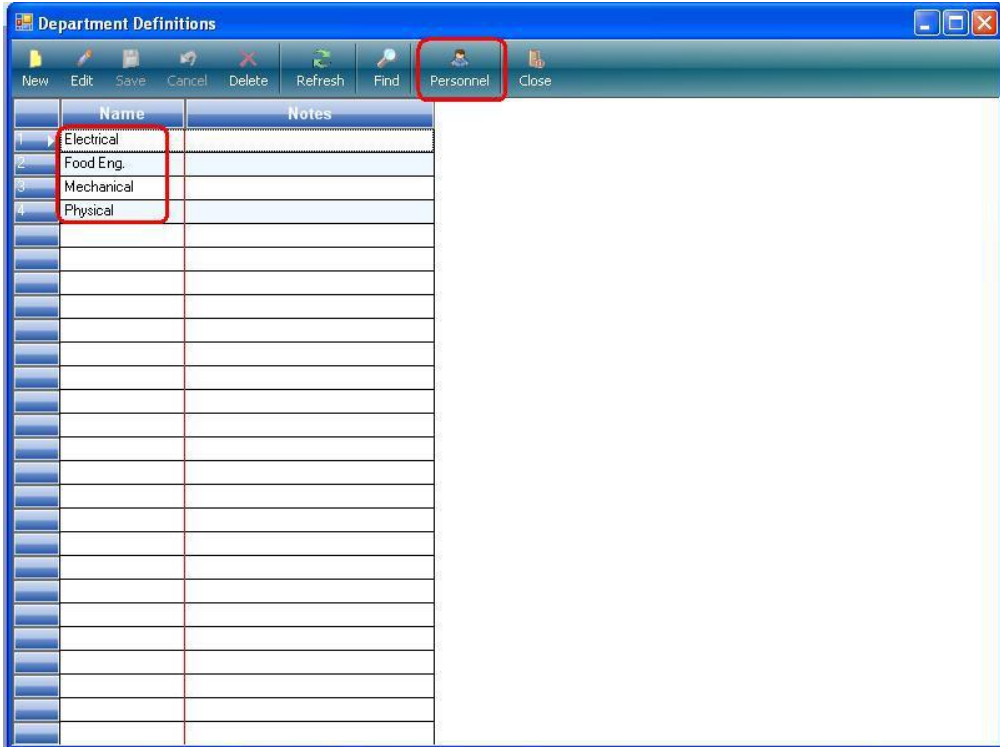 Department Definitions
New Edit Save Cancel Delete Refresh Find Personnel Close
Name Notes
1 Electrical
2 Food Eng.
3 Mechanical
4 Physical